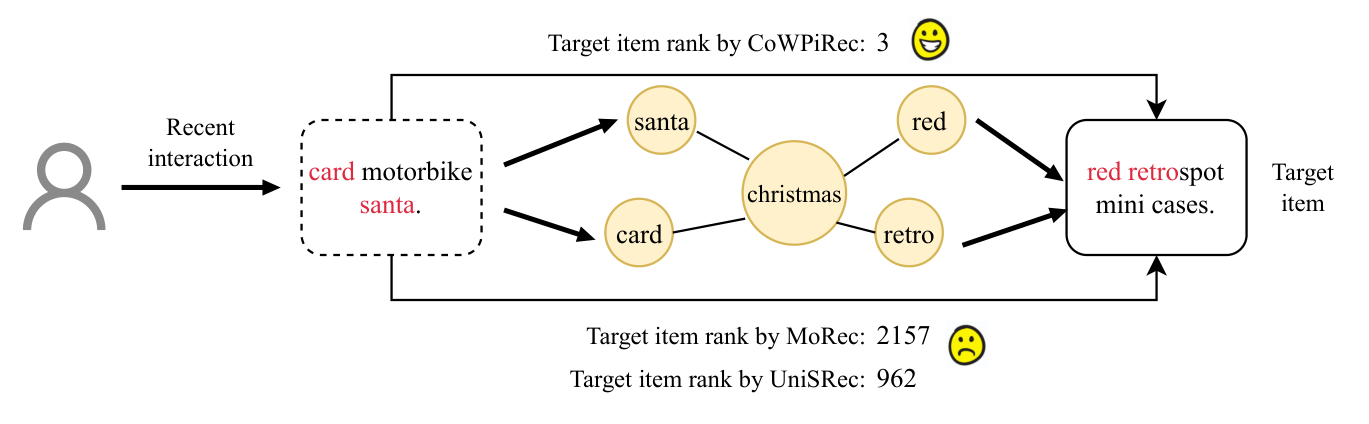 Target item rank by CoWPiRec: 3
Recent
interaction
card motorbike
santa.
santa
card
christmas
red
retro
red retrospot
mini cases.
Target
item
Target item rank by MoRec: 2157
Target item rank by UniSRec: 962